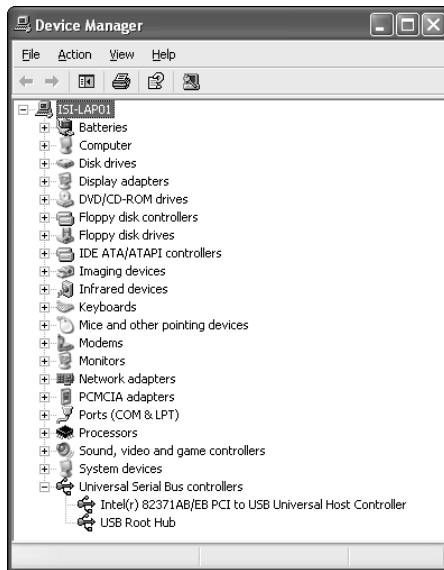 Device Manager
File Action View Help
ISI-LAP01
Batteries
Computer
Disk drives
Display adapters
DVD/CD-ROM drives
Floppy disk controllers
Floppy disk drives
IDE ATA/ATAPI controllers
Imaging devices
Infrared devices
Keyboards
Mice and other pointing devices
Modems
Monitors
Network adapters
PCMCIA adapters
Ports (COM & LPT)
Processors
Sound, video and game controllers
System devices
Universal Serial Bus controllers
Intel(r) 82371AB/EB PCI to USB Universal Host Controller
USB Root Hub